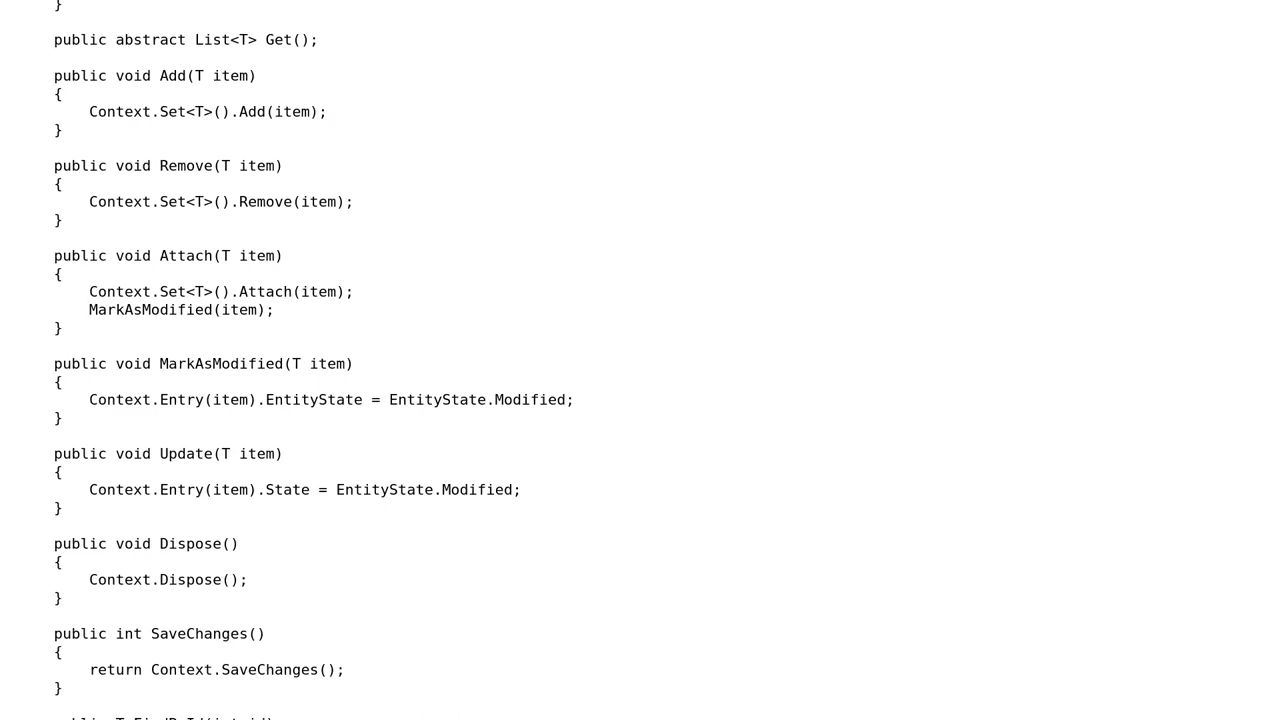 }
public abstract List<T> Get();
public void Add(T item)
{
Context.Set<T>().Add(item);
}
public void Remove(T item)
{
Context.Set<T>().Remove(item);
}
public void Attach(T item)
{
Context.Set<T>().Attach(item);
MarkAsModified(item);
}
public void MarkAsModified(T item)
{
Context.Entry(item).EntityState = EntityState.Modified;
}
public void Update(T item)
{
Context.Entry(item).State = EntityState.Modified;
}
public void Dispose()
{
Context.Dispose();
}
public int SaveChanges()
{
return Context.SaveChanges();
}